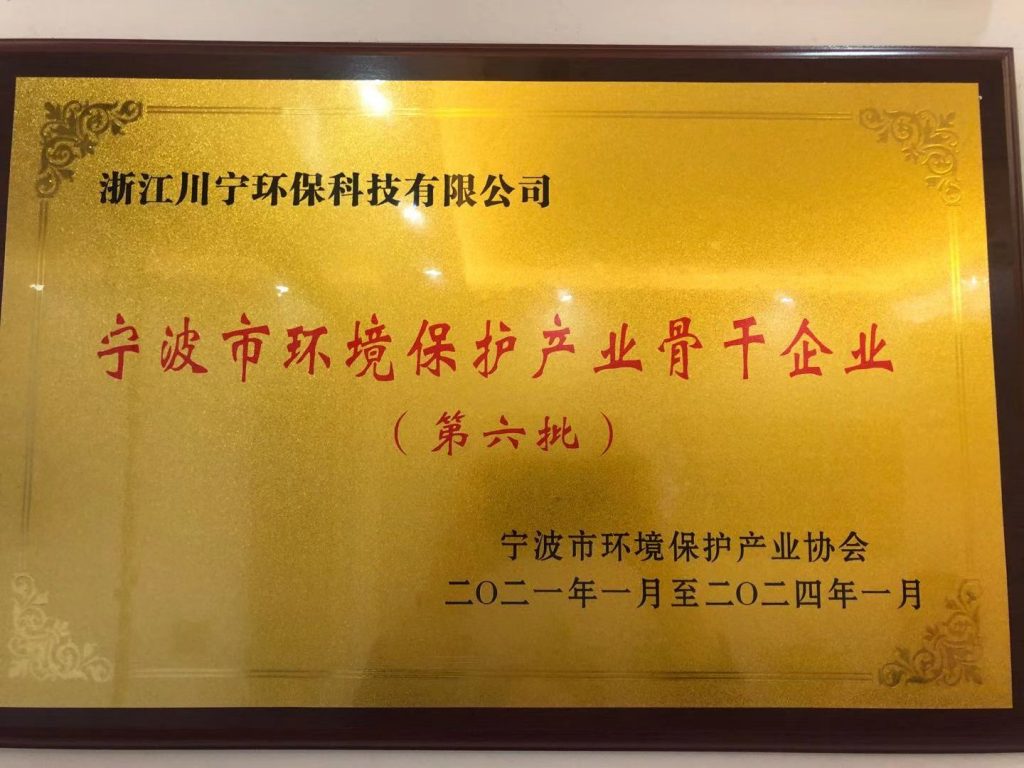 浙江川宁环保科技有限公司
宁波市环境保护产业骨干企业
（第六批）
宁波市环境保护产业协会
二〇二一年一月至二〇二四年一月